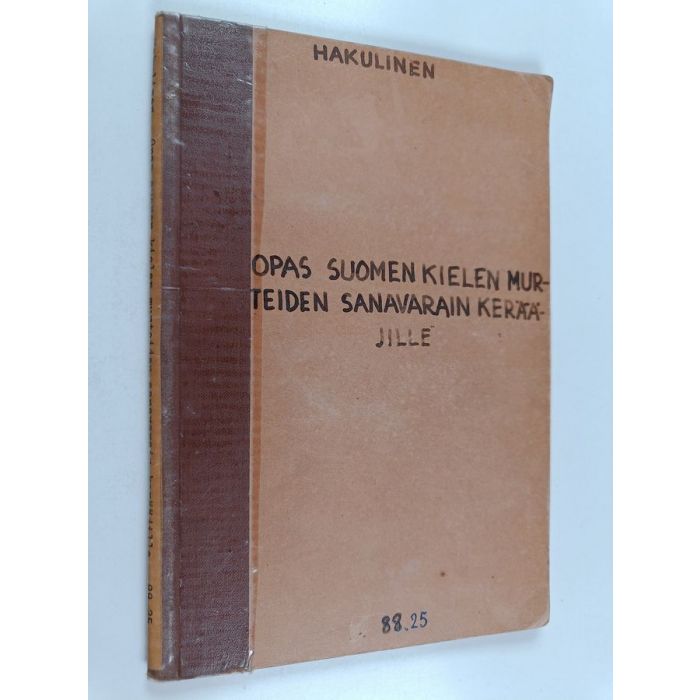 HAKULINEN
OPAS SUOMEN KIELEN MUR-
TEIDEN SANAVARAIN KERÄÄ-
JILLE
88.25